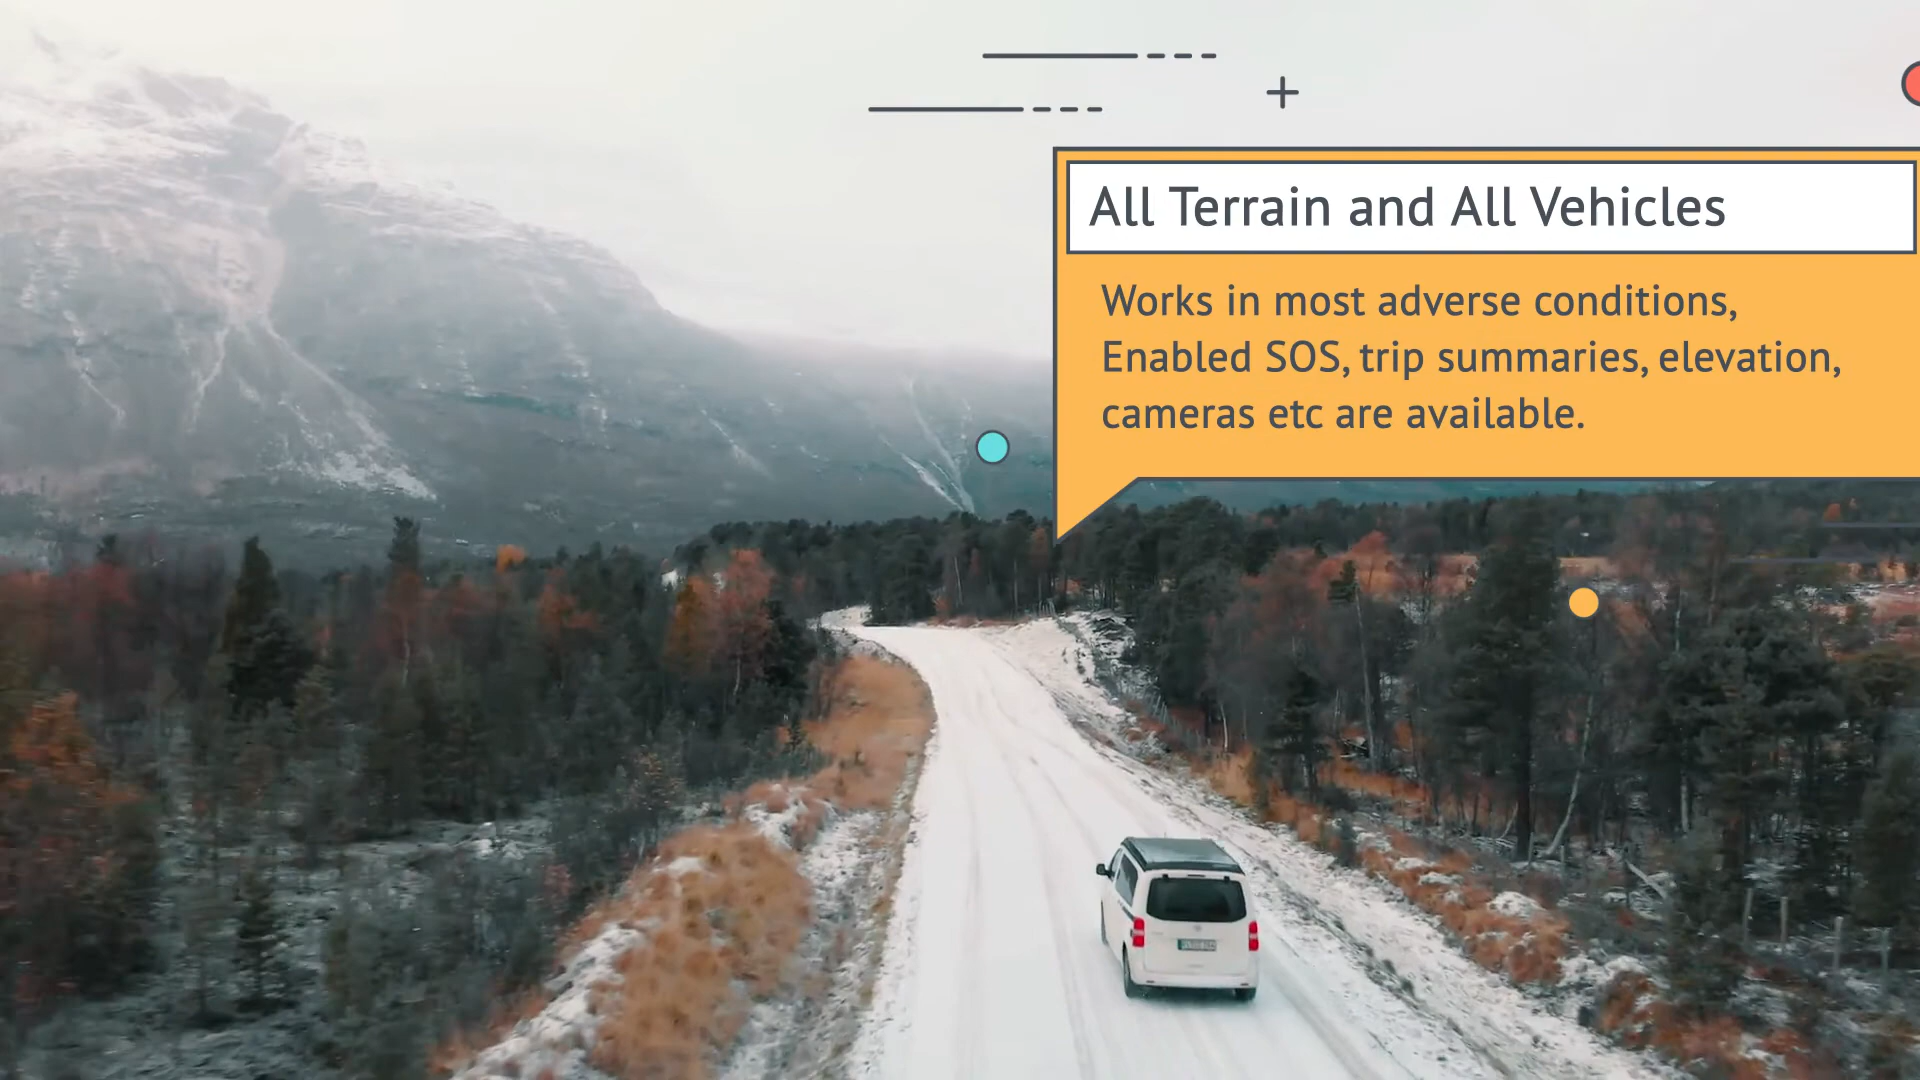 All Terrain and All Vehicles
Works in most adverse conditions,
Enabled SOS, trip summaries, elevation,
cameras etc are available.